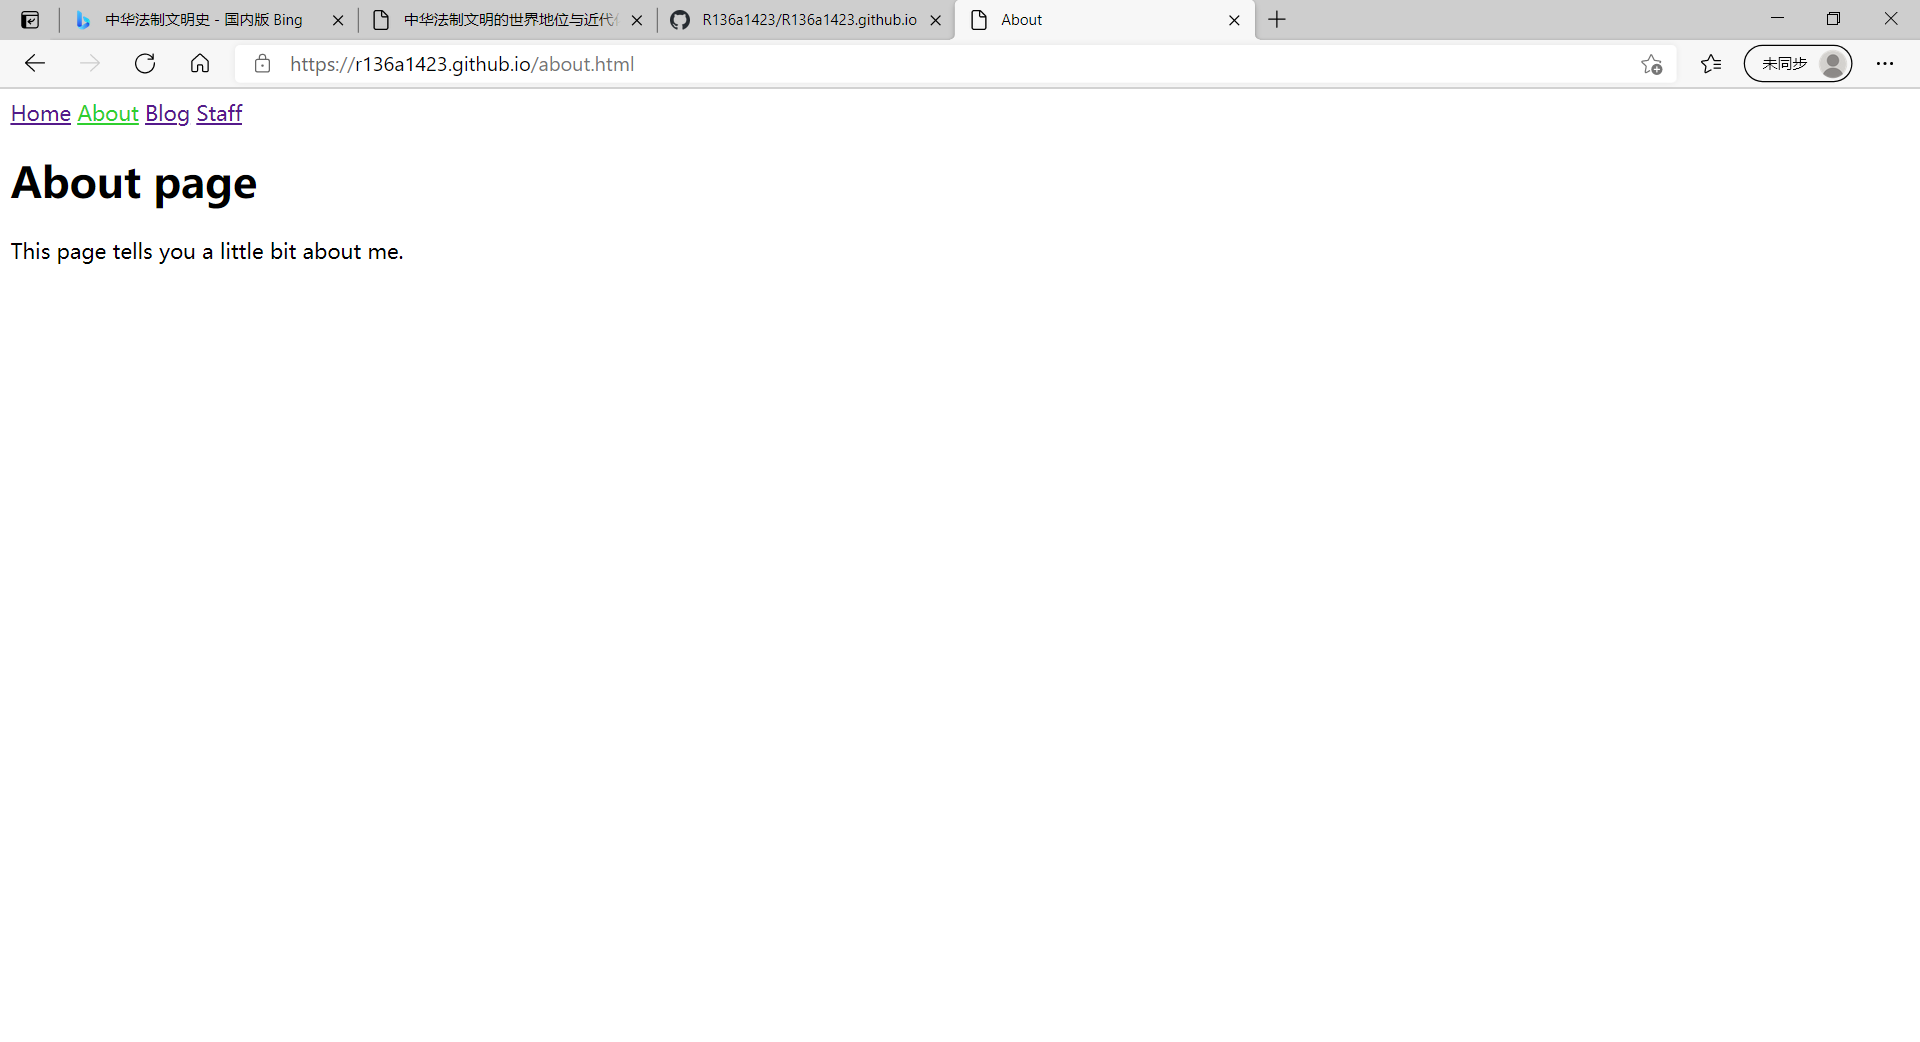 中华法制文明史 - 国内版 Bing
中华法制文明的世界地位与近代
R136a1423/R136a1423.github.io
About
https://r136a1423.github.io/about.html
未同步
Home About Blog Staff
About page
This page tells you a little bit about me.